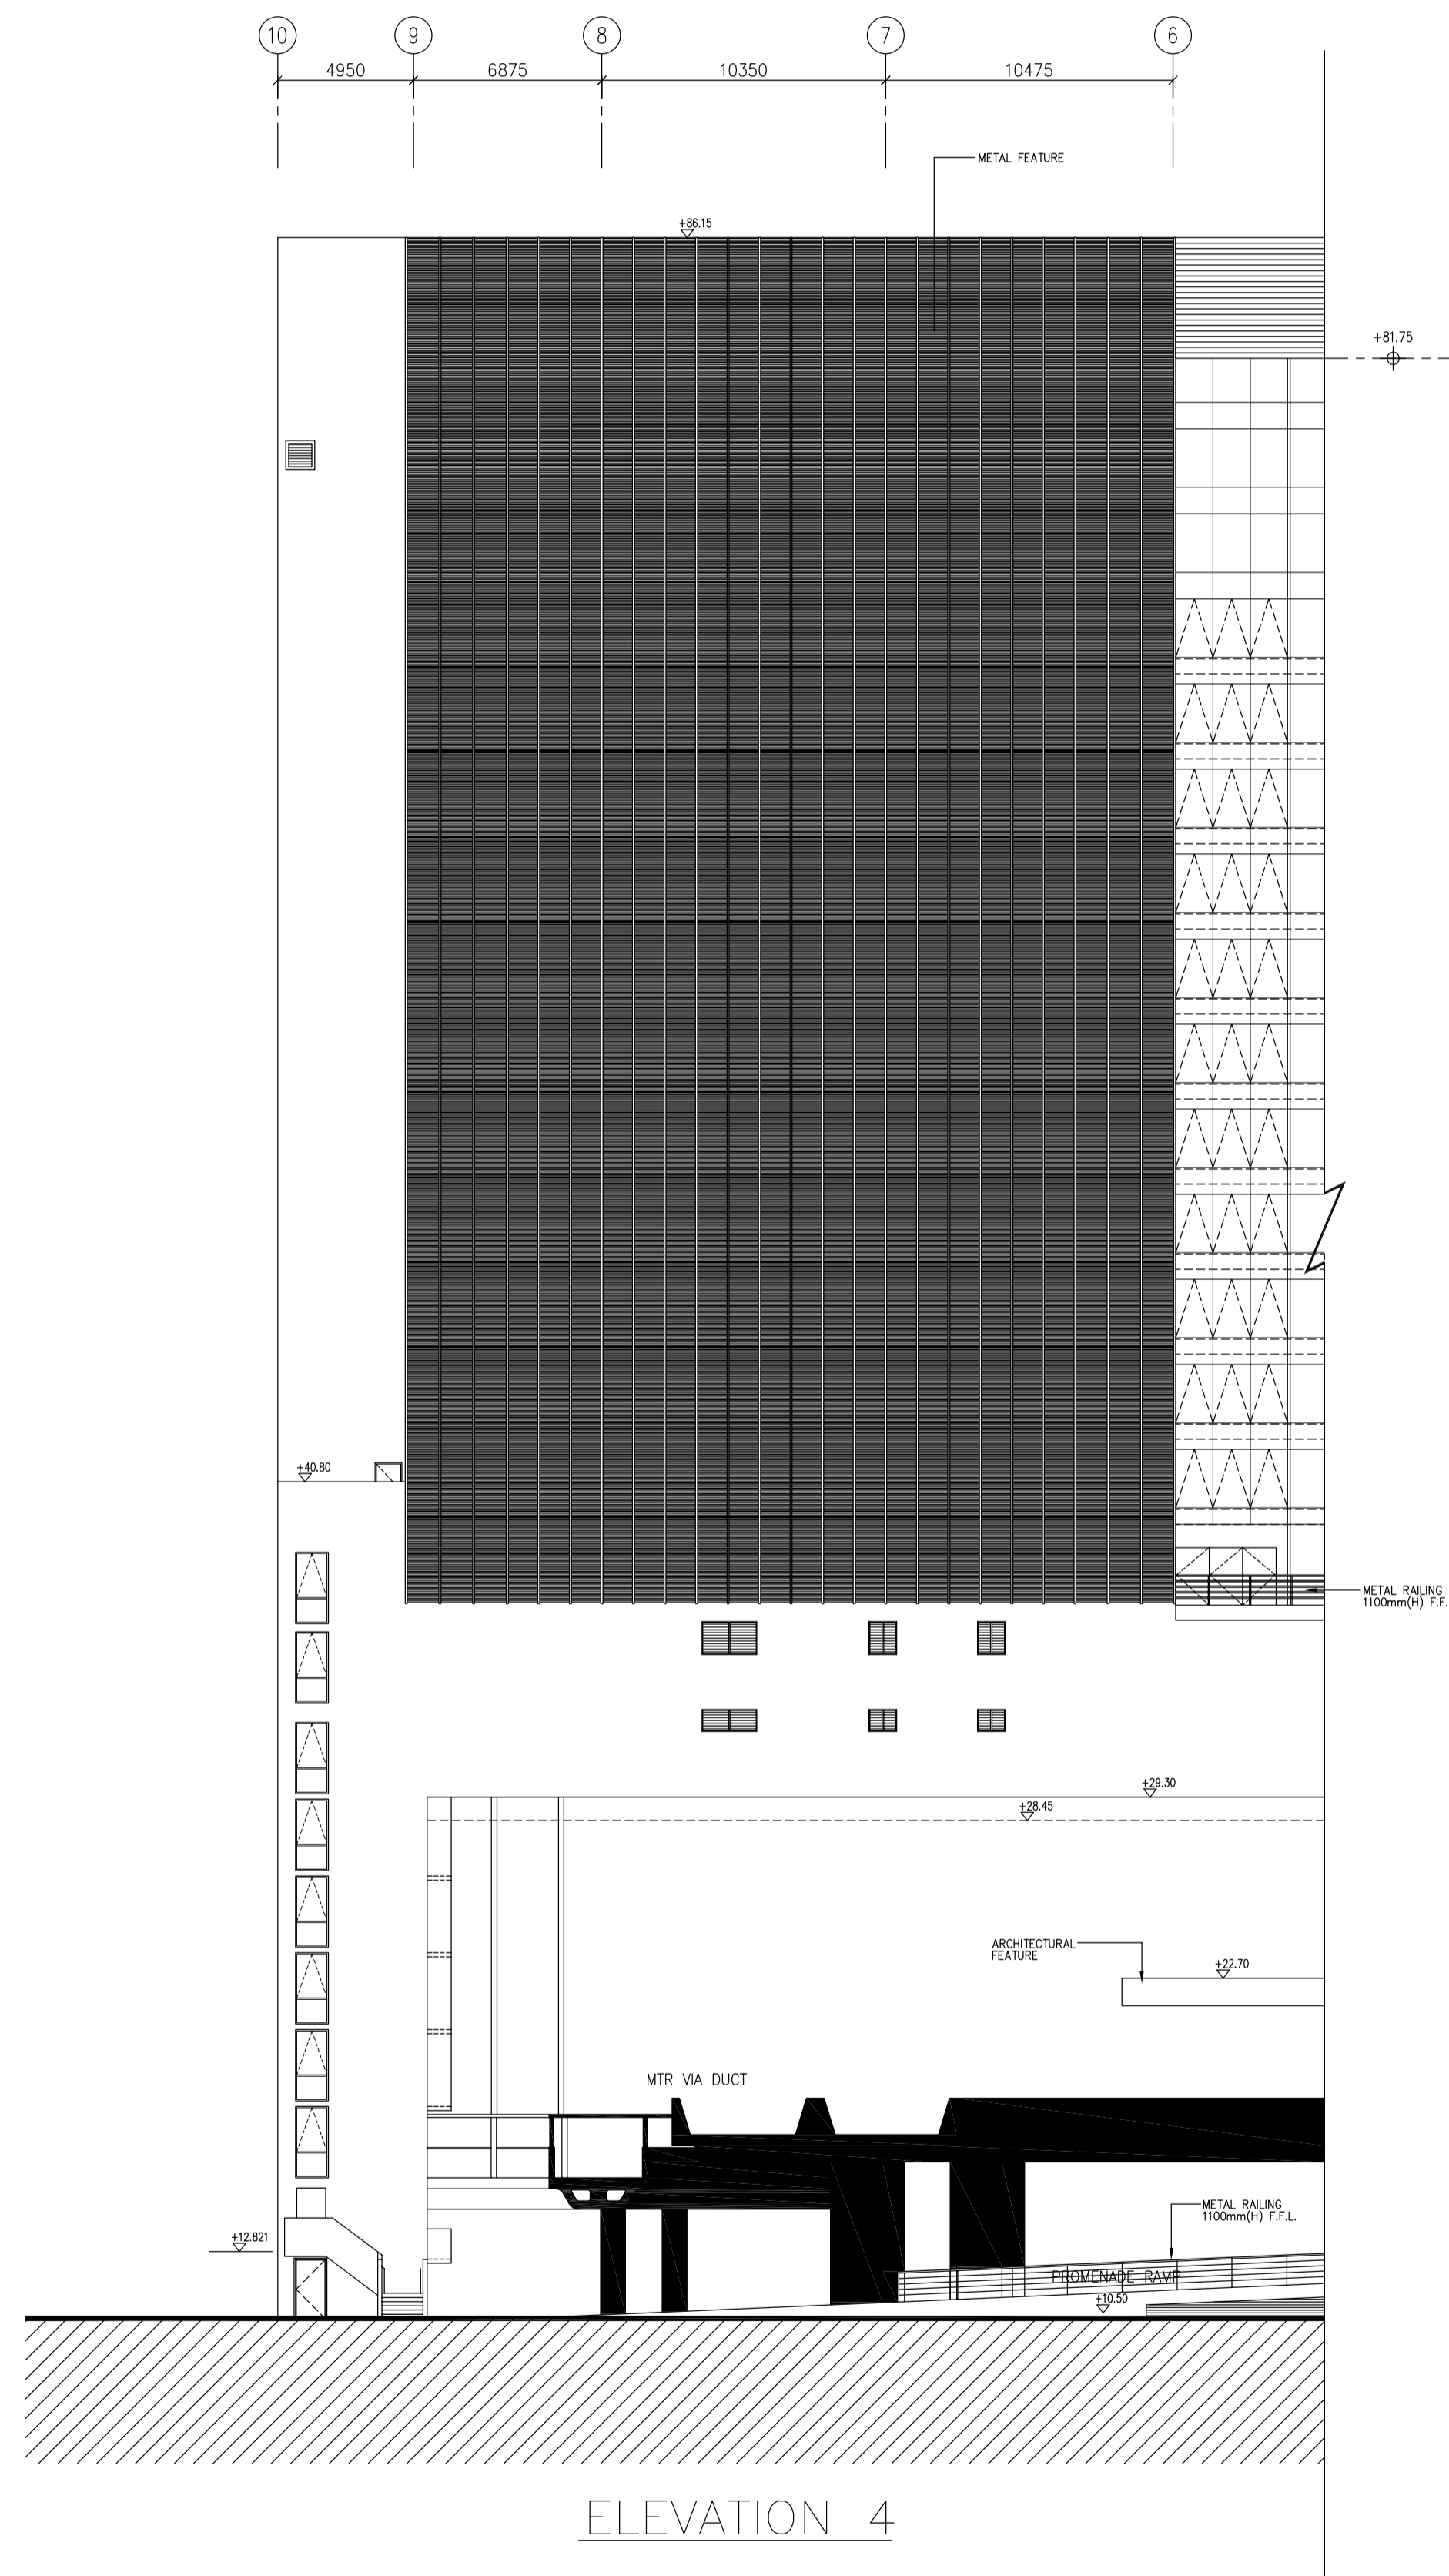 10 9 8 7 6
4950 6875 10350 10475
METAL FEATURE
+86.15
+81.75
+40.80
METAL RAILING
1100mm(H) F.F.
+29.30
+28.45
ARCHITECTURAL
FEATURE
+22.70
MTR VIA DUCT
METAL RAILING
1100mm(H) F.F.L.
+12.821
PROMENADE RAMP
+10.50
ELEVATION 4